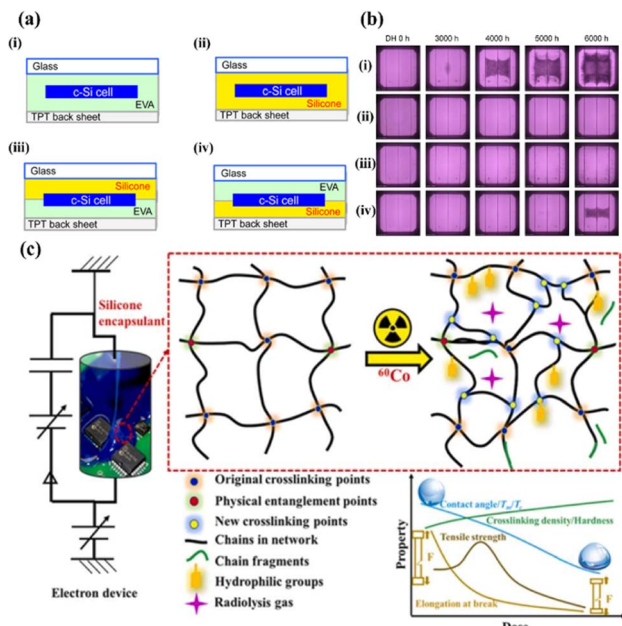 (a)
(i)
Glass
c-Si cell
EVA
TPT back sheet
(ii)
Glass
c-Si cell
Silicone
TPT back sheet
(iii)
Glass
Silicone
c-Si cell
EVA
TPT back sheet
(iv)
Glass
EVA
c-Si cell
Silicone
TPT back sheet
(b)
DH 0 h 3000 h 4000 h 5000 h 6000 h
(i)
(ii)
(iii)
(iv)
(c)
Silicone
encapsulant
Electron device
60Co
Original crosslinking points
Physical entanglement points
New crosslinking points
Chains in network
Chain fragments
Hydrophilic groups
Radiolysis gas
Property
Contact angle/Tm/Tc
Crosslinking density/Hardness
Tensile strength
F
F
Elongation at break